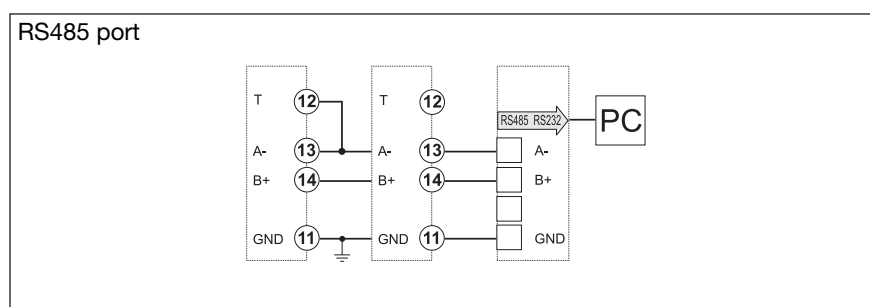 RS485 port
T 12 T 12
RS485 RS232 PC
A- 13 A- 13 A-
B+ 14 B+ 14 B+
GND 11 GND 11 GND